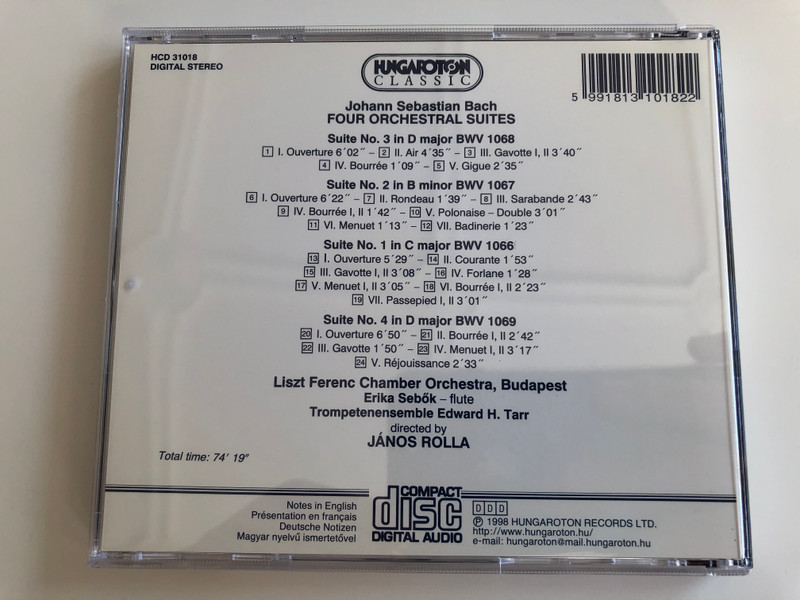 HCD 31018
DIGITAL STEREO
HUNGAROTON
CLASSIC
5 991813 101822
Johann Sebastian Bach
FOUR ORCHESTRAL SUITES
Suite No. 3 in D major BWV 1068
1 I. Ouverture 6´02˝ – 2 II. Air 4´35˝ – 3 III. Gavotte I, II 3´40˝
4 IV. Bourrée 1´09˝ – 5 V. Gigue 2´35˝
Suite No. 2 in B minor BWV 1067
6 I. Ouverture 6´22˝ – 7 II. Rondeau 1´39˝ – 8 III. Sarabande 2´43˝
9 IV. Bourrée I, II 1´42˝ – 10 V. Polonaise – Double 3´01˝
11 VI. Menuet 1´13˝ – 12 VII. Badinerie 1´23˝
Suite No. 1 in C major BWV 1066
13 I. Ouverture 5´29˝ – 14 II. Courante 1´53˝
15 III. Gavotte I, II 3´08˝ – 16 IV. Forlane 1´28˝
17 V. Menuet I, II 3´05˝ – 18 VI. Bourrée I, II 2´23˝
19 VII. Passepied I, II 3´01˝
Suite No. 4 in D major BWV 1069
20 I. Ouverture 6´50˝ – 21 II. Bourrée I, II 2´42˝
22 III. Gavotte 1´50˝ – 23 IV. Menuet I, II 3´17˝
24 V. Réjouissance 2´33˝
Liszt Ferenc Chamber Orchestra, Budapest
Erika Sebők – flute
Trompetenensemble Edward H. Tarr
directed by
JÁNOS ROLLA
Total time: 74’ 19”
Notes in English
Présentation en français
Deutsche Notizen
Magyar nyelvű ismertetővel
COMPACT
disc
DIGITAL AUDIO
D D D
℗ 1998 HUNGAROTON RECORDS LTD.
http://www.hungaroton.hu/
e-mail: hungaroton@mail.hungaroton.hu